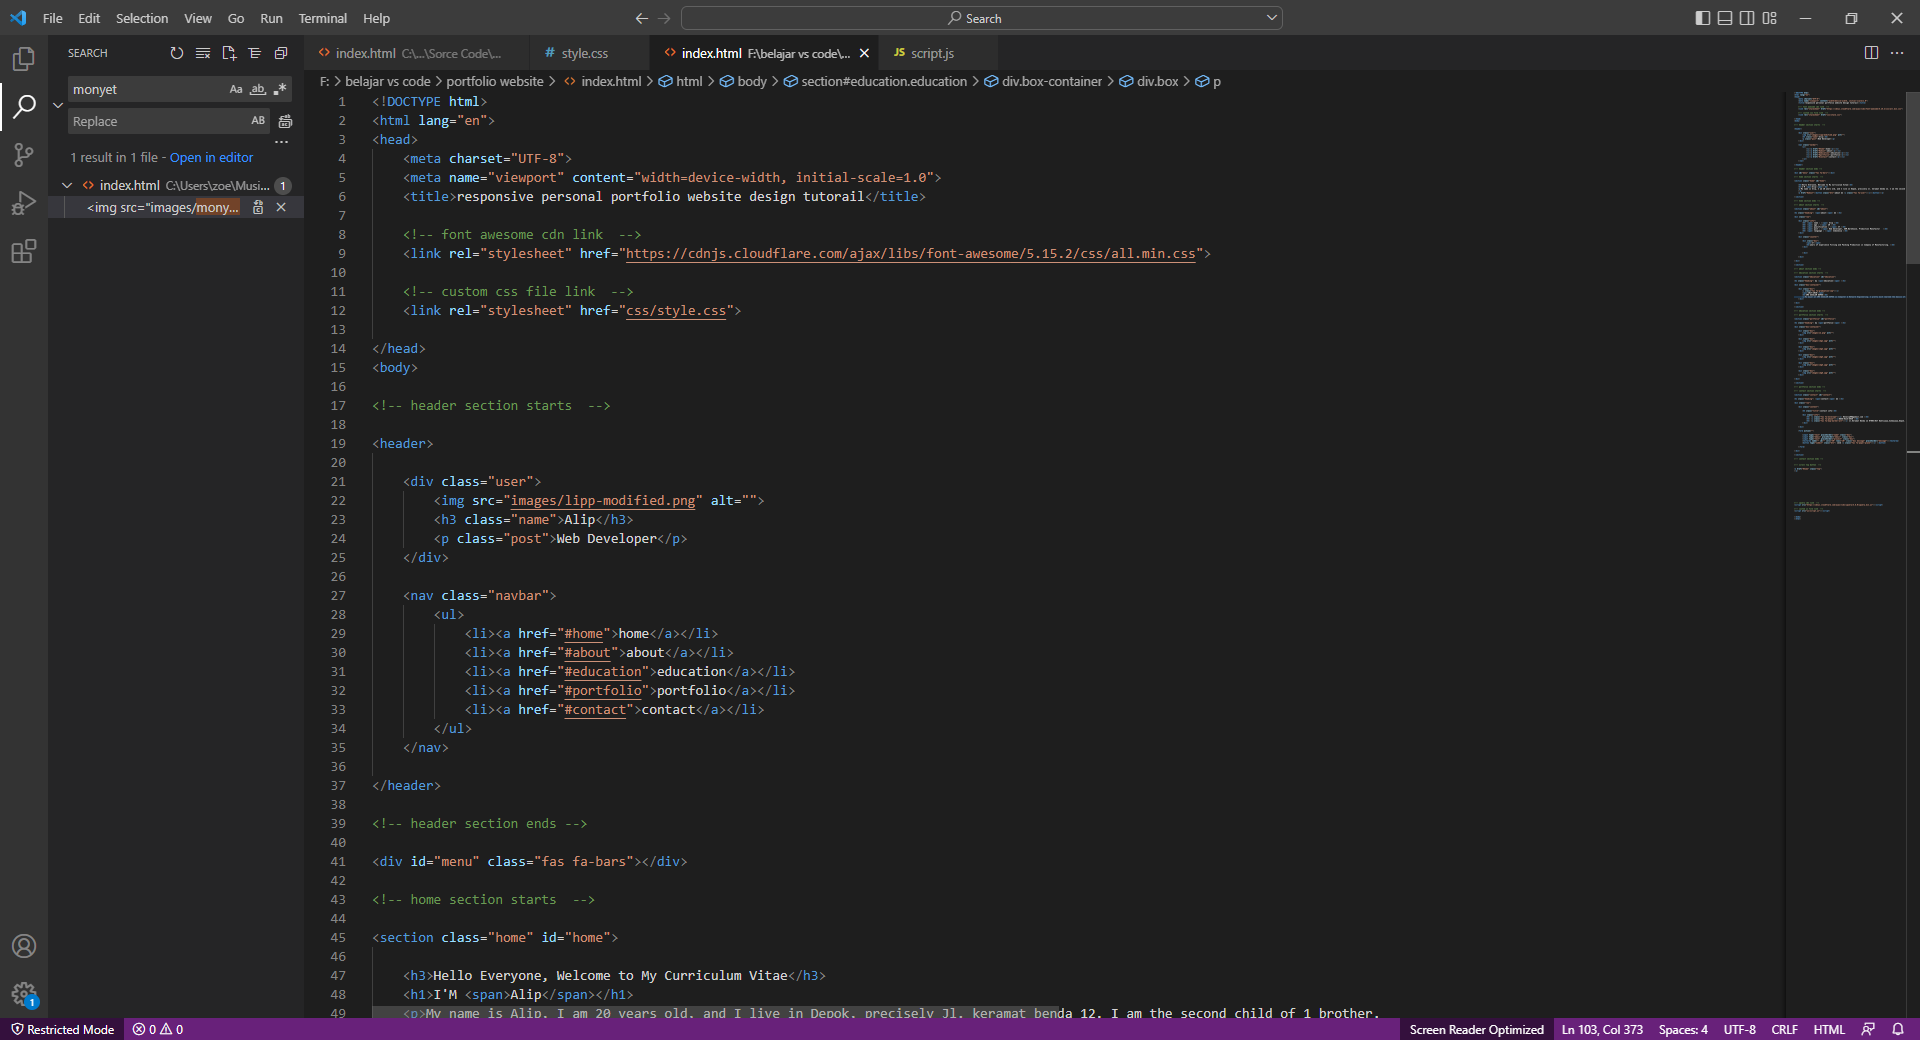 File Edit Selection View Go Run Terminal Help
Search
SEARCH
monyet
Aa ab .*
Replace
AB
1 result in 1 file - Open in editor
index.html C:\Users\zoe\Musi... 1
<img src="images/mony...
index.html C:\...\Sorce Code\...
# style.css
index.html F:\belajar vs code\...
JS script.js
F: > belajar vs code > portfolio website > index.html > html > body > section#education.education > div.box-container > div.box > p
1 <!DOCTYPE html>
2 <html lang="en">
3 <head>
4 <meta charset="UTF-8">
5 <meta name="viewport" content="width=device-width, initial-scale=1.0">
6 <title>responsive personal portfolio website design tutorail</title>
7
8 <!-- font awesome cdn link  -->
9 <link rel="stylesheet" href="https://cdnjs.cloudflare.com/ajax/libs/font-awesome/5.15.2/css/all.min.css">
10
11 <!-- custom css file link  -->
12 <link rel="stylesheet" href="css/style.css">
13
14 </head>
15 <body>
16
17 <!-- header section starts  -->
18
19 <header>
20
21 <div class="user">
22 <img src="images/lipp-modified.png" alt="">
23 <h3 class="name">Alip</h3>
24 <p class="post">Web Developer</p>
25 </div>
26
27 <nav class="navbar">
28 <ul>
29 <li><a href="#home">home</a></li>
30 <li><a href="#about">about</a></li>
31 <li><a href="#education">education</a></li>
32 <li><a href="#portfolio">portfolio</a></li>
33 <li><a href="#contact">contact</a></li>
34 </ul>
35 </nav>
36
37 </header>
38
39 <!-- header section ends -->
40
41 <div id="menu" class="fas fa-bars"></div>
42
43 <!-- home section starts  -->
44
45 <section class="home" id="home">
46
47 <h3>Hello Everyone, Welcome to My Curriculum Vitae</h3>
48 <h1>I'M <span>Alip</span></h1>
49 <p>My name is Alip. I am 20 years old. and I live in Depok. precisely Jl. keramat benda 12. I am the second child of 1 brother.
1
Restricted Mode 0 0
Screen Reader Optimized Ln 103, Col 373 Spaces: 4 UTF-8 CRLF HTML